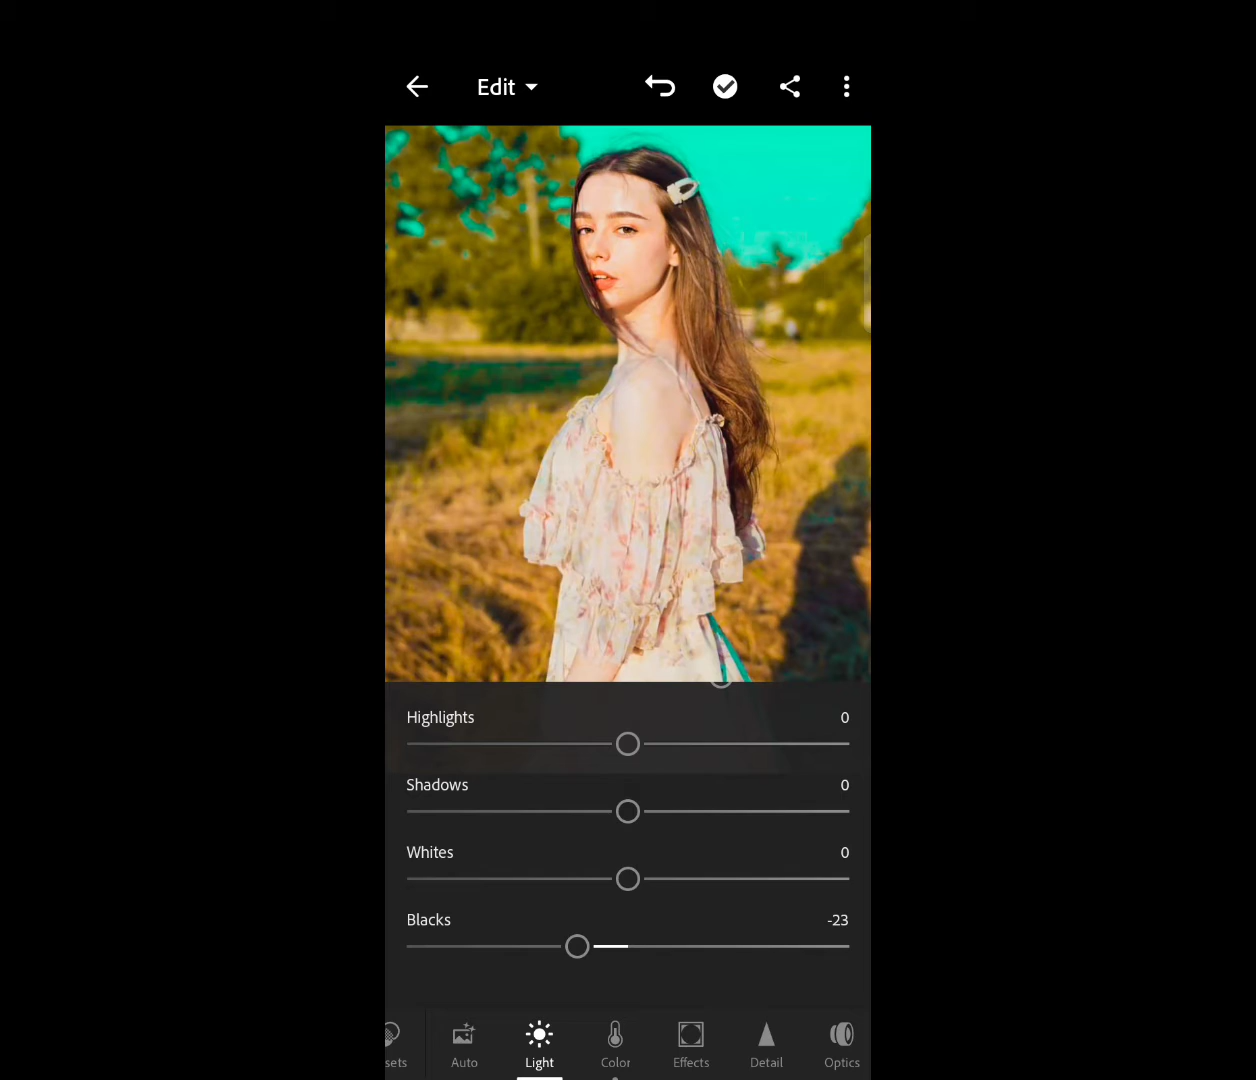 Edit
Highlights 0
Shadows 0
Whites 0
Blacks -23
sets Auto Light Color Effects Detail Optics